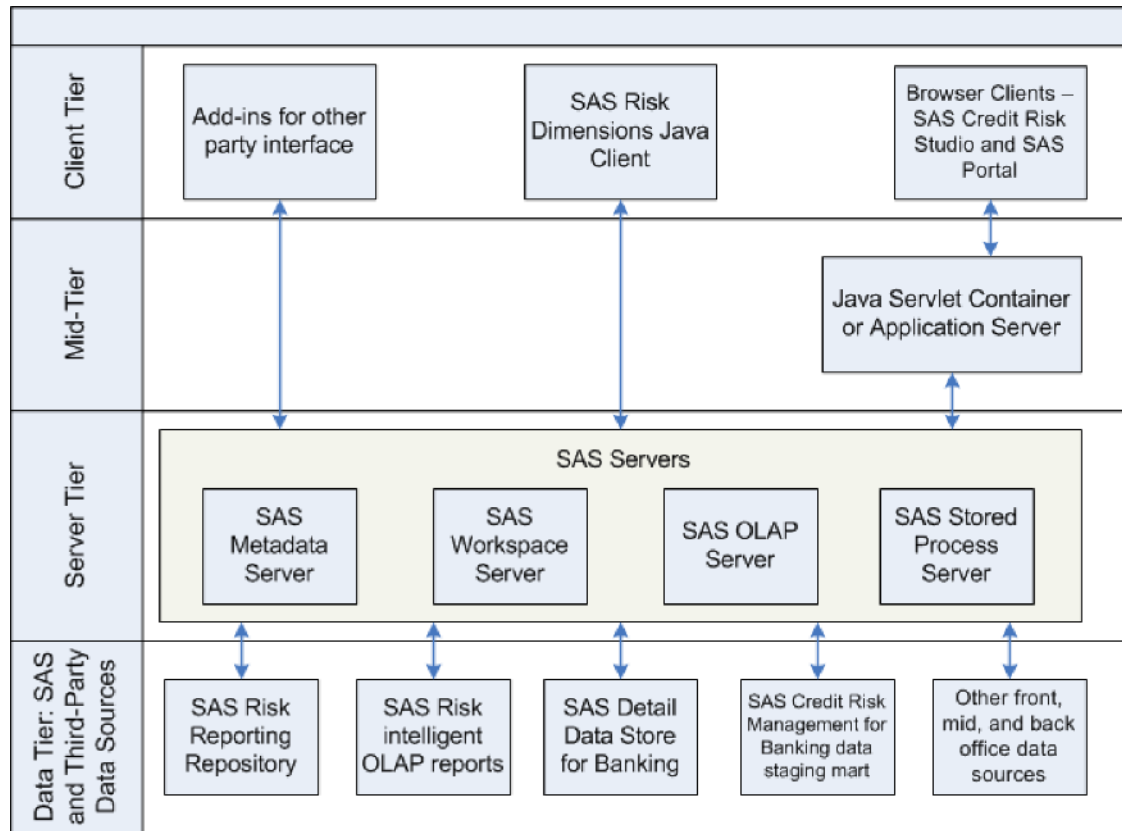 Client Tier
Add-ins for other
party interface
SAS Risk
Dimensions Java
Client
Browser Clients –
SAS Credit Risk
Studio and SAS
Portal
Mid-Tier
Java Servlet Container
or Application Server
Server Tier
SAS Servers
SAS
Metadada
Server
SAS
Workspace
Server
SAS OLAP
Server
SAS Stored
Process
Server
Data Tier: SAS
and Third-Party
Data Sources
SAS Risk
Reporting
Repository
SAS Risk
intelligent
OLAP reports
SAS Detail
Data Store
for Banking
SAS Credit Risk
Management for
Banking data
staging mart
Other front,
mid, and back
office data
sources